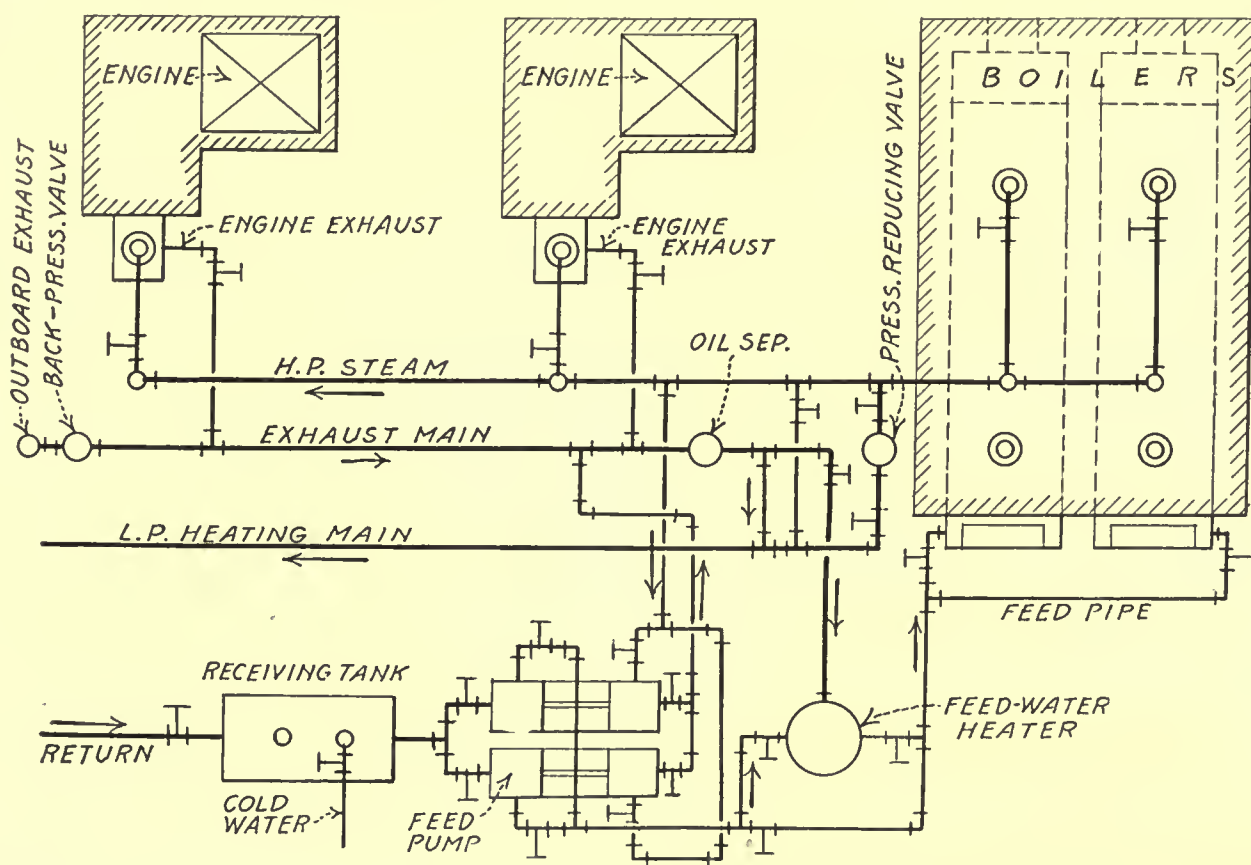 ENGINE
ENGINE
BOILERS
OUTBOARD EXHAUST
BACK-PRESS. VALVE
ENGINE EXHAUST
ENGINE
EXHAUST
PRESS. REDUCING VALVE
OIL SEP.
H.P. STEAM
EXHAUST MAIN
L.P. HEATING MAIN
FEED PIPE
RECEIVING TANK
RETURN
FEED-WATER
HEATER
COLD
WATER
FEED
PUMP